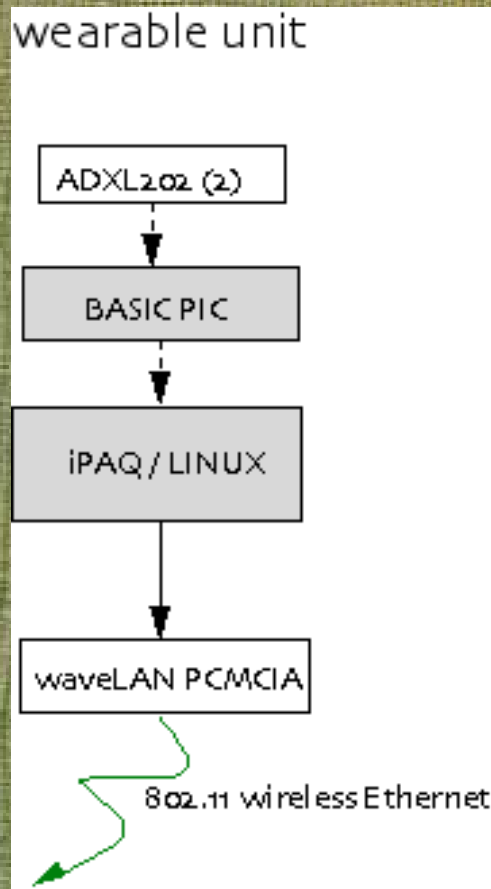 wearable unit
ADXL202 (2)
BASIC PIC
iPAQ / LINUX
waveLAN PCMCIA
802.11 wireless Ethernet